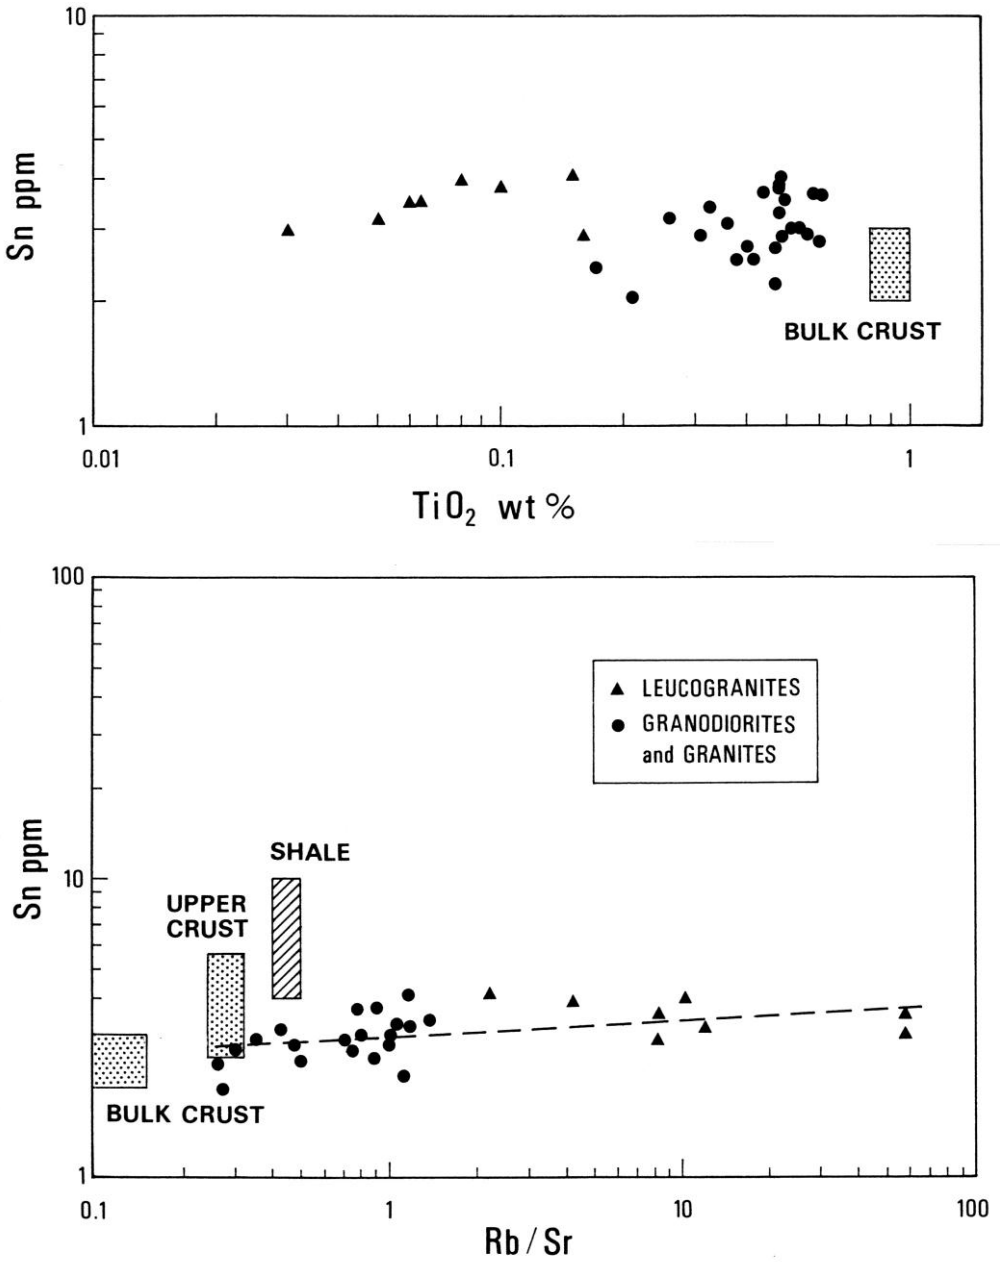 10
Sn ppm
1
0.01
0.1
1
BULK CRUST
TiO₂ wt %
100
▲ LEUCOGRANITES
● GRANODIORITES
and GRANITES
SHALE
10
UPPER
CRUST
Sn ppm
BULK CRUST
1
0.1
1
10
100
Rb/Sr